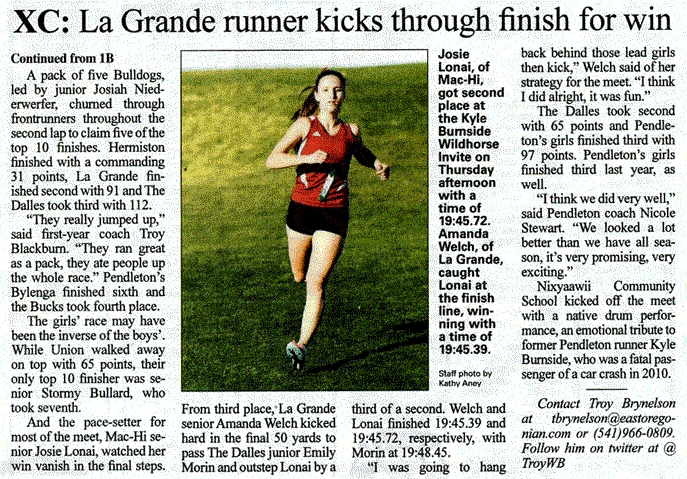 XC: La Grande runner kicks through finish for win
Continued from 1B
A pack of five Bulldogs,
led by junior Josiah Nied-
erwerfer, churned through
frontrunners throughout the
second lap to claim five of the
top 10 finishes. Hermiston
finished with a commanding
31 points, La Grande fin-
ished second with 91 and The
Dalles took third with 112.
“They really jumped up,”
said first-year coach Troy
Blackburn. “They ran great
as a pack, they ate people up
the whole race.” Pendleton’s
Bylenga finished sixth and
the Bucks took fourth place.
The girls’ race may have
been the inverse of the boys’.
While Union walked away
on top with 65 points, their
only top 10 finisher was se-
nior Stormy Bullard, who
took seventh.
And the pace-setter for
most of the meet, Mac-Hi se-
nior Josie Lonai, watched her
win vanish in the final steps.
Josie
Lonai, of
Mac-Hi,
got second
place at
the Kyle
Burnside
Wildhorse
Invite on
Thursday
afternoon
with a
time of
19:45.72.
Amanda
Welch, of
La Grande,
caught
Lonai at
the finish
line, win-
ning with
a time of
19:45.39.
Staff photo by
Kathy Aney
From third place, La Grande
senior Amanda Welch kicked
hard in the final 50 yards to
pass The Dalles junior Emily
Morin and outstep Lonai by a
third of a second. Welch and
Lonai finished 19:45.39 and
19:45.72, respectively, with
Morin at 19:48.45.
“I was going to hang
back behind those lead girls
then kick,” Welch said of her
strategy for the meet. “I think
I did alright, it was fun.”
The Dalles took second
with 65 points and Pendle-
ton’s girls finished third with
97 points. Pendleton’s girls
finished third last year, as
well.
“I think we did very well,”
said Pendleton coach Nicole
Stewart. “We looked a lot
better than we have all sea-
son, it’s very promising, very
exciting.”
Nixyaawii Community
School kicked off the meet
with a native drum perfor-
mance, an emotional tribute to
former Pendleton runner Kyle
Burnside, who was a fatal pas-
senger of a car crash in 2010.
Contact Troy Brynelson
at tbrynelson@eastorego-
nian.com or (541)966-0809.
Follow him on twitter at @
TroyWB